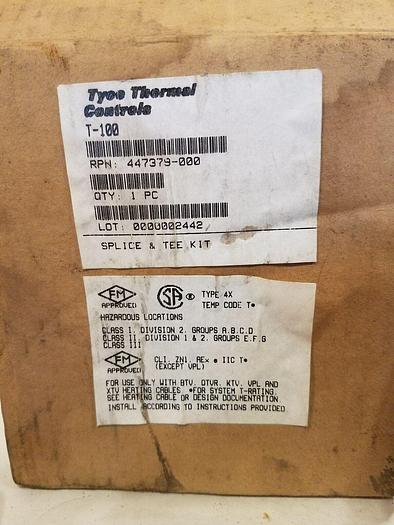 Tyco Thermal
Controls
T-100
RPN: 447379-000
QTY: 1 PC
LOT: 000U002442
SPLICE & TEE KIT
FM
APPROVED
SA
TYPE 4X
TEMP CODE T*
HAZARDOUS LOCATIONS
CLASS I, DIVISION 2, GROUPS A,B,C,D
CLASS II, DIVISION 1 & 2, GROUPS E,F,G
CLASS III
FM
APPROVED
CL1, ZN1, AEx e IIC T*
(EXCEPT VPL)
FOR USE ONLY WITH BTV, QTVR, KTV, VPL AND
XTV HEATING CABLES *FOR SYSTEM T-RATING,
SEE HEATING CABLE OR DESIGN DOCUMENTATION
INSTALL ACCORDING TO INSTRUCTIONS PROVIDED